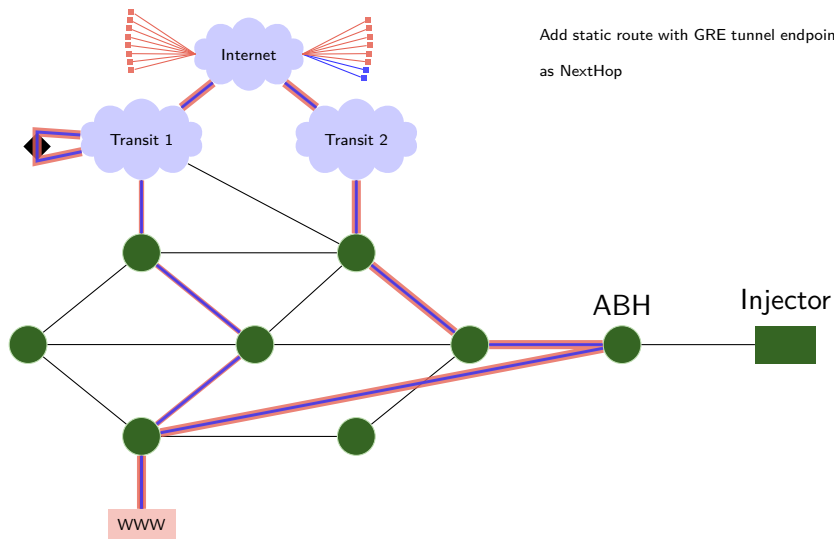 Internet
Add static route with GRE tunnel endpoin
as NextHop
Transit 1
Transit 2
ABH
Injector
WWW